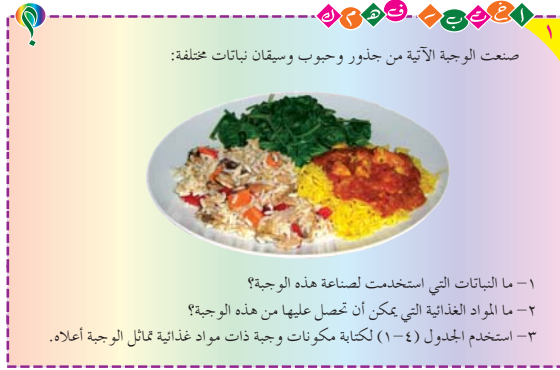 اختبر فهمك
١
صنعت الوجبة الآتية من جذور وحبوب وسيقان نباتات مختلفة:
١– ما النباتات التي استخدمت لصناعة هذه الوجبة؟
٢– ما المواد الغذائية التي يمكن أن تحصل عليها من هذه الوجبة؟
٣– استخدم الجدول (٤–١) لكتابة مكونات وجبة ذات مواد غذائية تماثل الوجبة أعلاه.